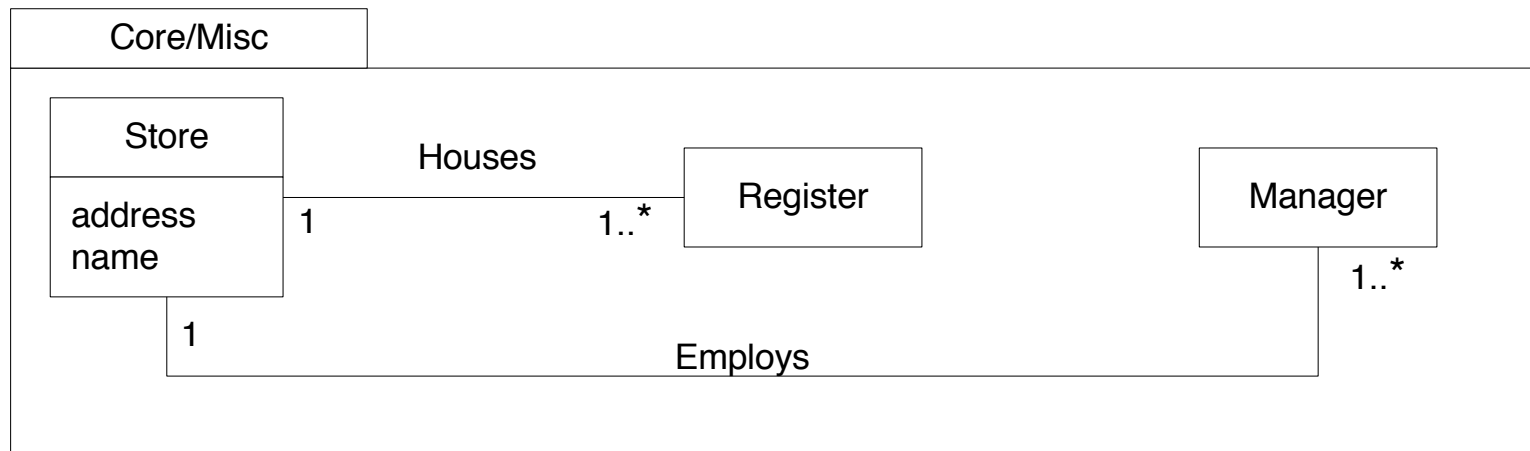 Core/Misc
Store
address
name
Houses
1
1..*
Register
Manager
1..*
1
Employs